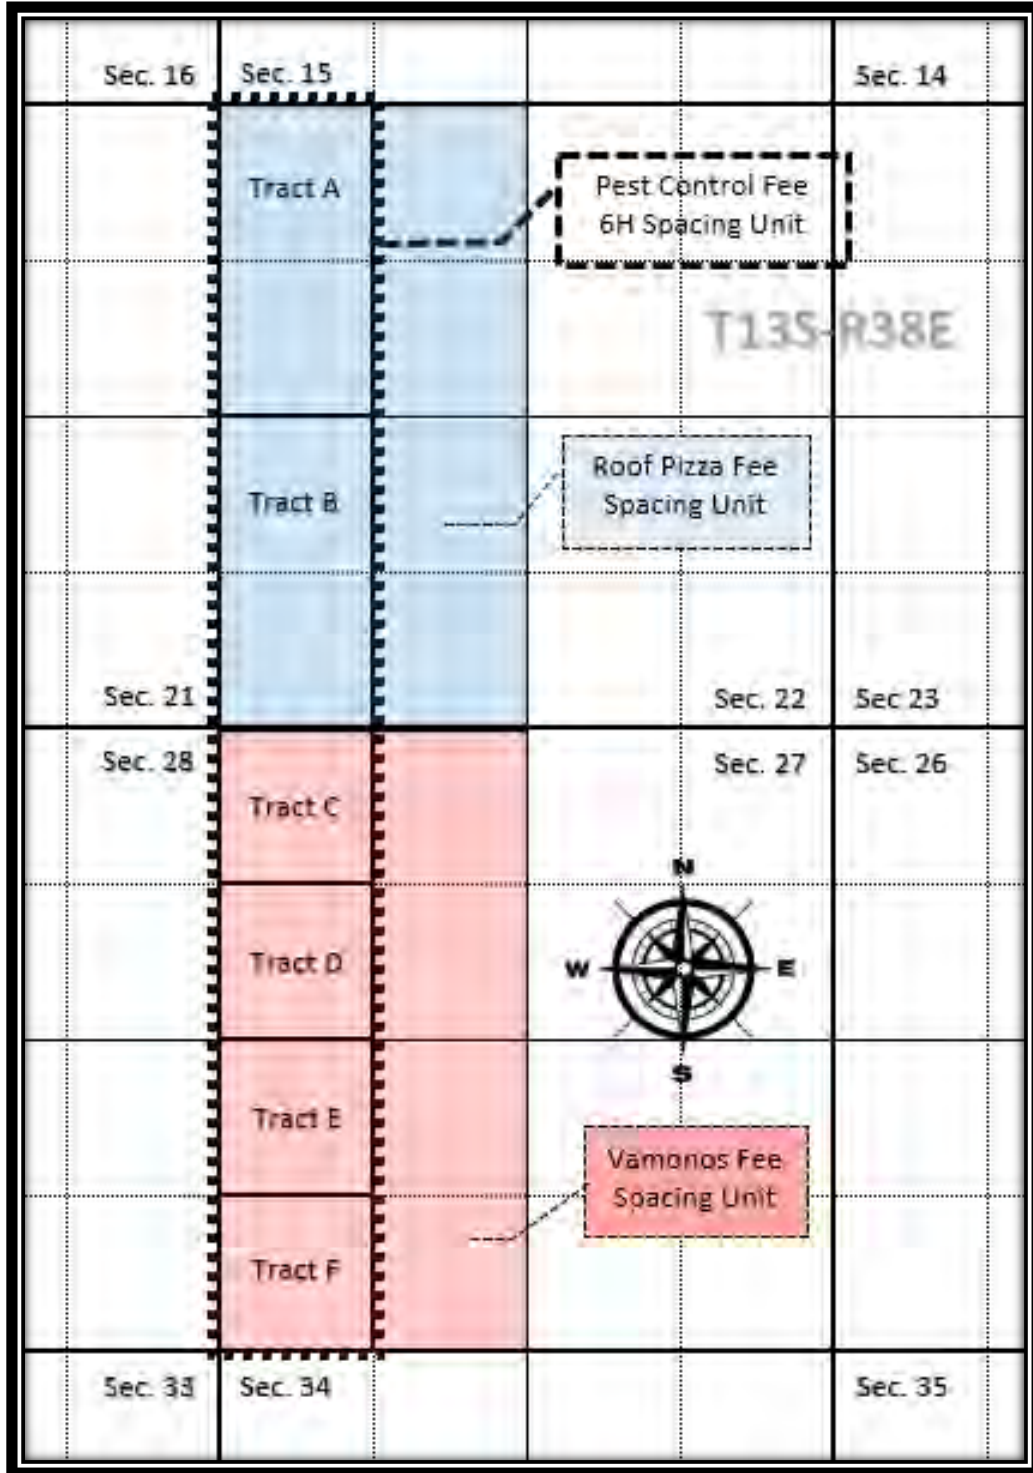 Sec. 16
Sec. 15
Sec. 14
Tract A
Pest Control Fee
6H Spacing Unit
T13S-R38E
Roof Pizza Fee
Spacing Unit
Tract B
Sec. 21
Sec. 22
Sec 23
Sec. 28
Sec. 27
Sec. 26
Tract C
N
Tract D
W
E
S
Tract E
Vamonos Fee
Spacing Unit
Tract F
Sec. 33
Sec. 34
Sec. 35